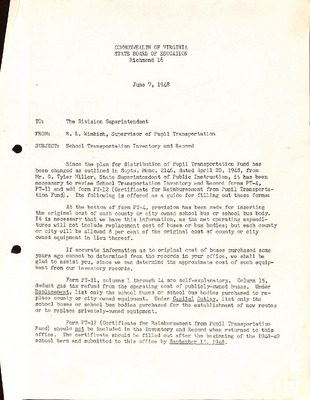 COMMONWEALTH OF VIRGINIA
STATE BOARD OF EDUCATION
Richmond 16
June 9, 1948
TO: The Division Superintendent
FROM: R. L. Wimbish, Supervisor of Pupil Transportation
SUBJECT: School Transportation Inventory and Record
Since the plan for distribution of Pupil Transportation Fund has
been changed as outlined in Supts. Memo. 2146, dated April 20, 1948, from
Mr. G. Tyler Miller, State Superintendent of Public Instruction, it has been
necessary to revise School Transportation Inventory and Record Forms PT-4,
PT-11 and add form PT-12 (Certificate for Reimbursement from Pupil Transporta-
tion Fund). The following is offered as a guide for filling out these forms:
At the bottom of form PT-4, provision has been made for inserting
the original cost of each county or city owned school bus or school bus body.
It is necessary that we have this information, as the net operating expendi-
tures will not include replacement cost of buses or bus bodies; but each county
or city will be allowed 8 per cent of the original cost of county or city
owned equipment in lieu thereof.
If accurate information as to original cost of buses purchased some
years ago cannot be determined from the records in your office, we shall be
glad to assist you, since we can determine the approximate cost of such equip-
ment from our inventory records.
Form PT-11, columns 1 through 14 are self-explanatory. Column 15,
deduct gas tax refund from the operating cost of publicly-owned buses. Under
Replacement, list only the school buses or school bus bodies purchased to re-
place county or city owned equipment. Under Capital Outlay, list only the
school buses or school bus bodies purchased for the establishment of new routes
or to replace privately-owned equipment.
Form PT-12 (Certificate for Reimbursement from Pupil Transportation
Fund) should not be included in the Inventory and Record when returned to this
office. The certificate should be filled out after the beginning of the 1948-49
school term and submitted to this office by September 15, 1948.